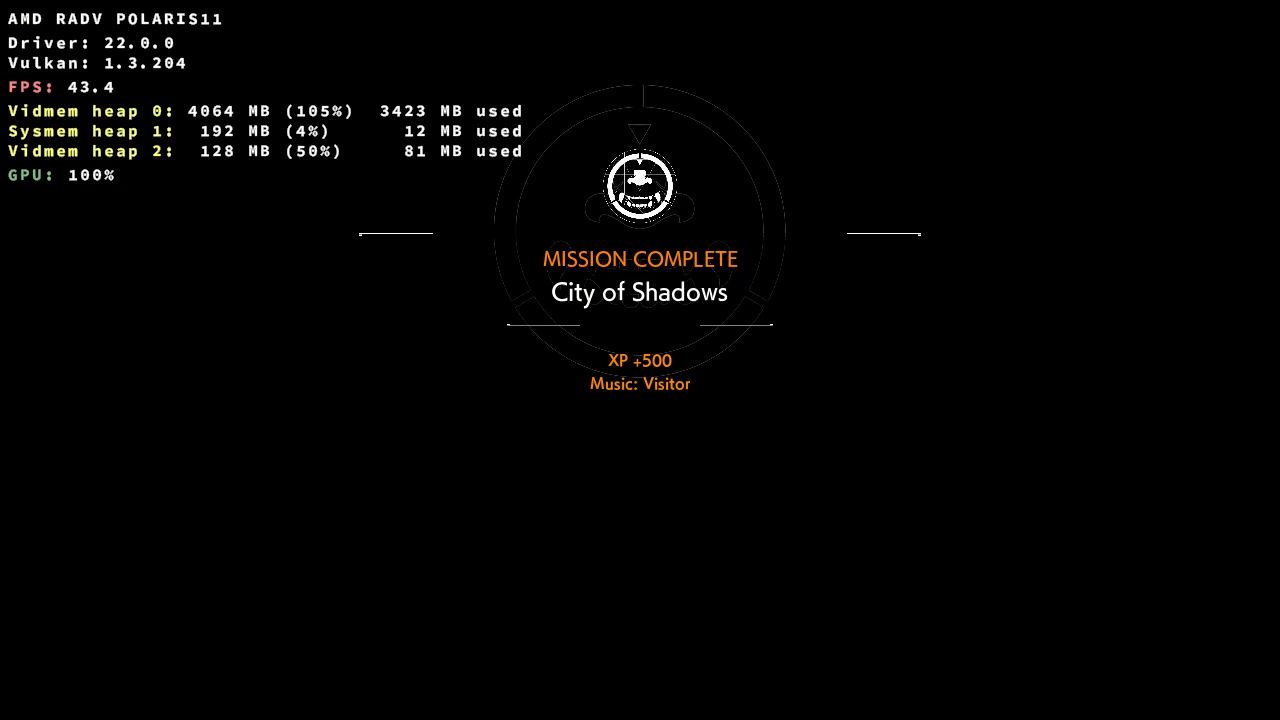 AMD RADV POLARIS11
Driver: 22.0.0
Vulkan: 1.3.204
FPS: 43.4
Vidmem heap 0: 4064 MB (105%) 3423 MB used
Sysmem heap 1: 192 MB (4%) 12 MB used
Vidmem heap 2: 128 MB (50%) 81 MB used
GPU: 100%
MISSION COMPLETE
City of Shadows
XP +500
Music: Visitor